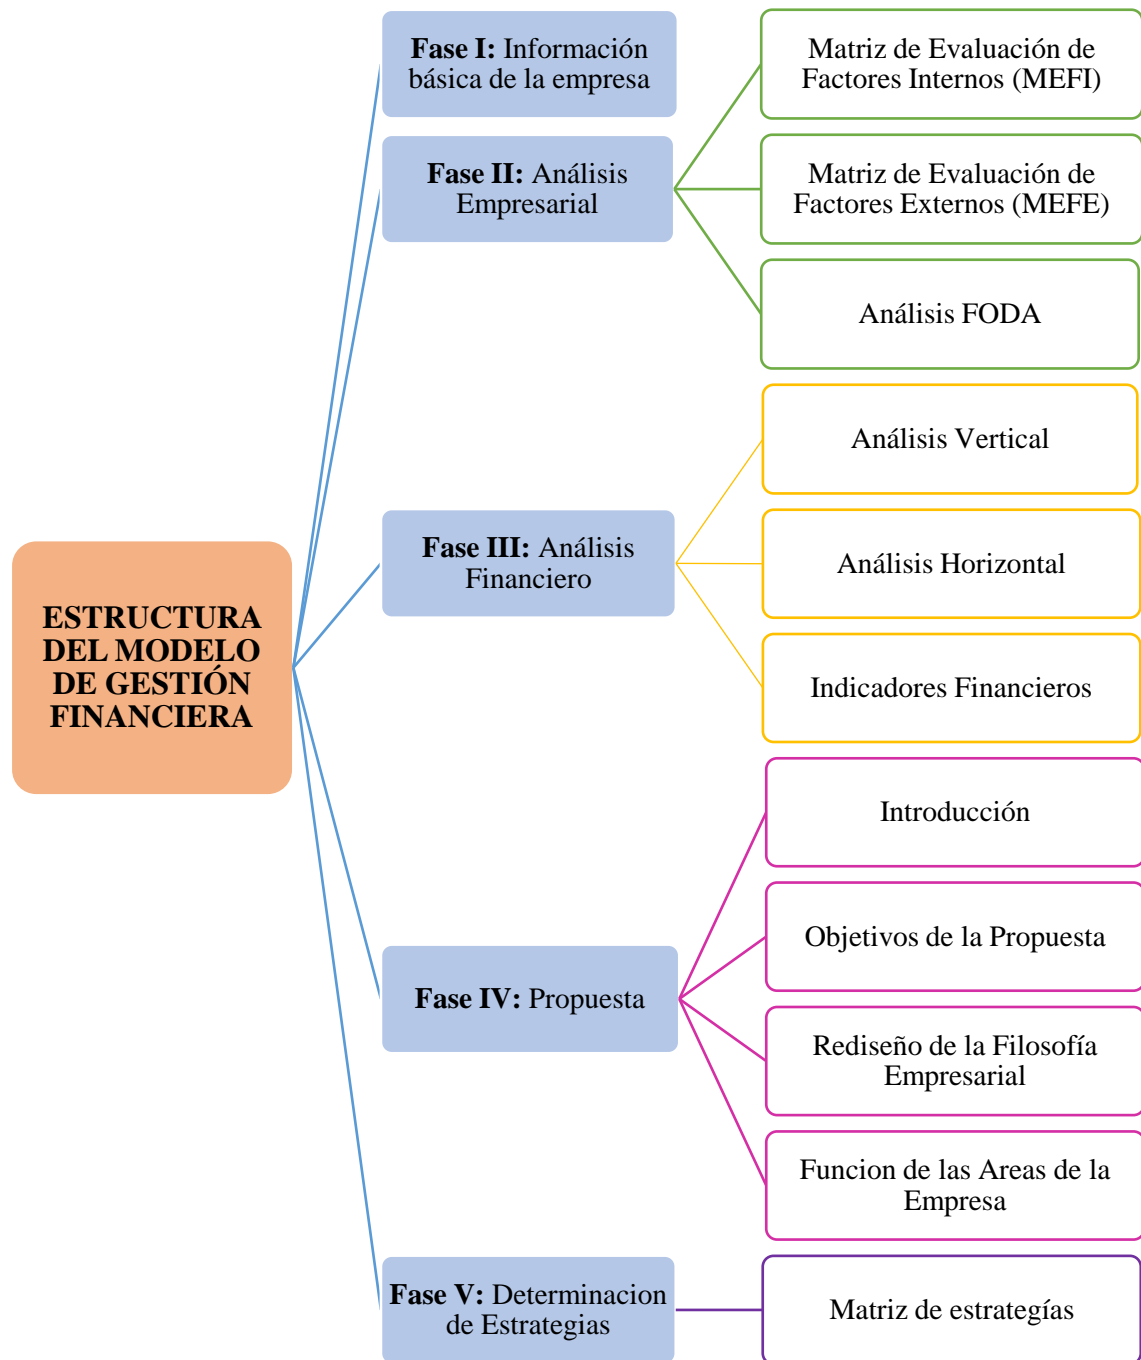 ESTRUCTURA
DEL MODELO
DE GESTIÓN
FINANCIERA
Fase I: Información
básica de la empresa
Fase II: Análisis
Empresarial
Matriz de Evaluación de
Factores Internos (MEFI)
Matriz de Evaluación de
Factores Externos (MEFE)
Análisis FODA
Fase III: Análisis
Financiero
Análisis Vertical
Análisis Horizontal
Indicadores Financieros
Fase IV: Propuesta
Introducción
Objetivos de la Propuesta
Rediseño de la Filosofía
Empresarial
Funcion de las Areas de la
Empresa
Fase V: Determinacion
de Estrategias
Matriz de estrategías